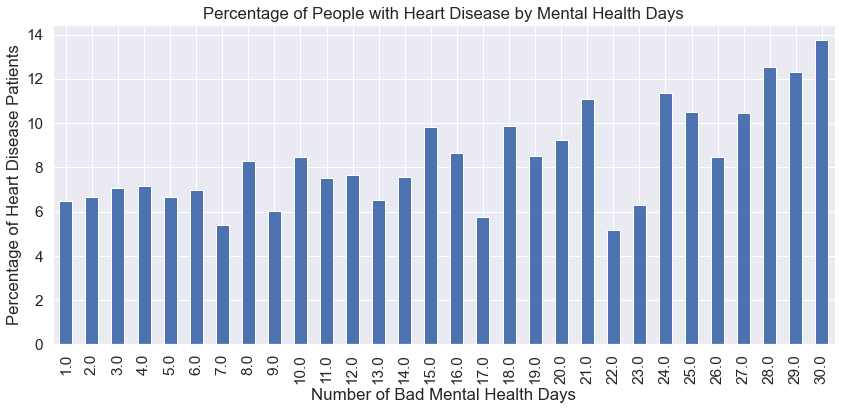 Percentage of People with Heart Disease by Mental Health Days
Percentage of Heart Disease Patients
14
12
10
8
6
4
2
0
1.0 2.0 3.0 4.0 5.0 6.0 7.0 8.0 9.0 10.0 11.0 12.0 13.0 14.0 15.0 16.0 17.0 18.0 19.0 20.0 21.0 22.0 23.0 24.0 25.0 26.0 27.0 28.0 29.0 30.0
Number of Bad Mental Health Days